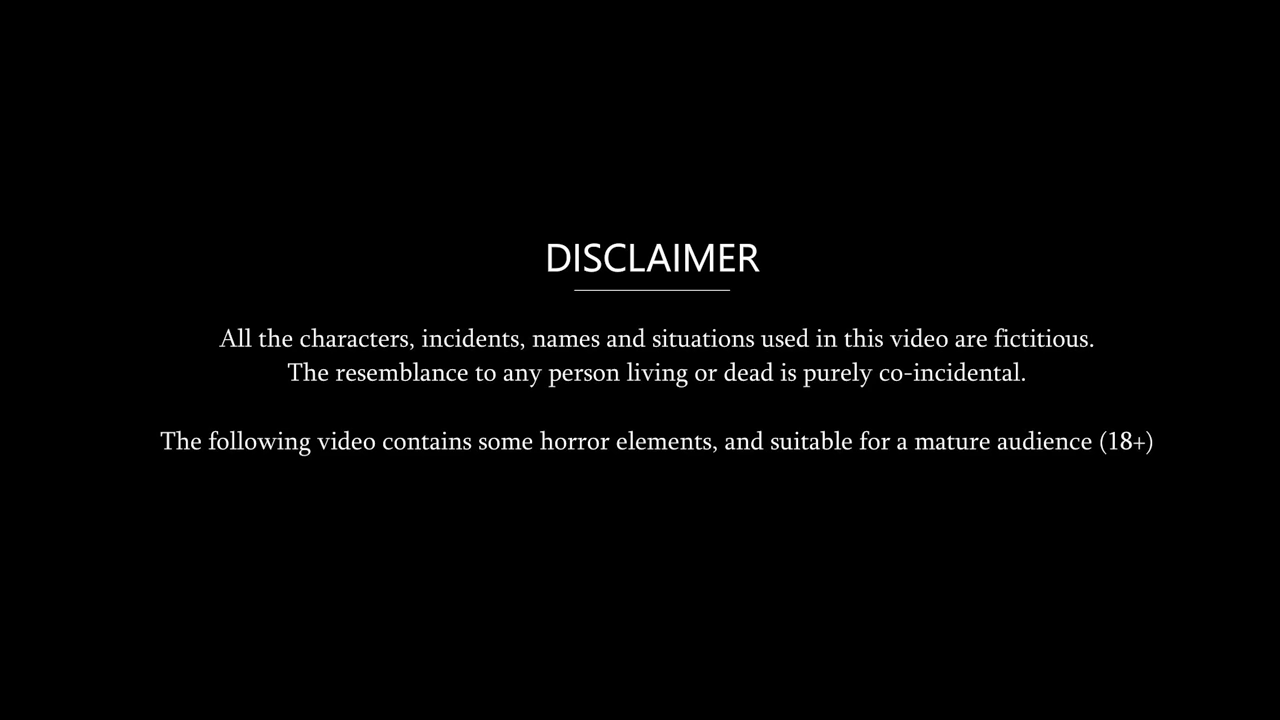 DISCLAIMER
All the characters, incidents, names and situations used in this video are fictitious.
The resemblance to any person living or dead is purely co-incidental.
The following video contains some horror elements, and suitable for a mature audience (18+)